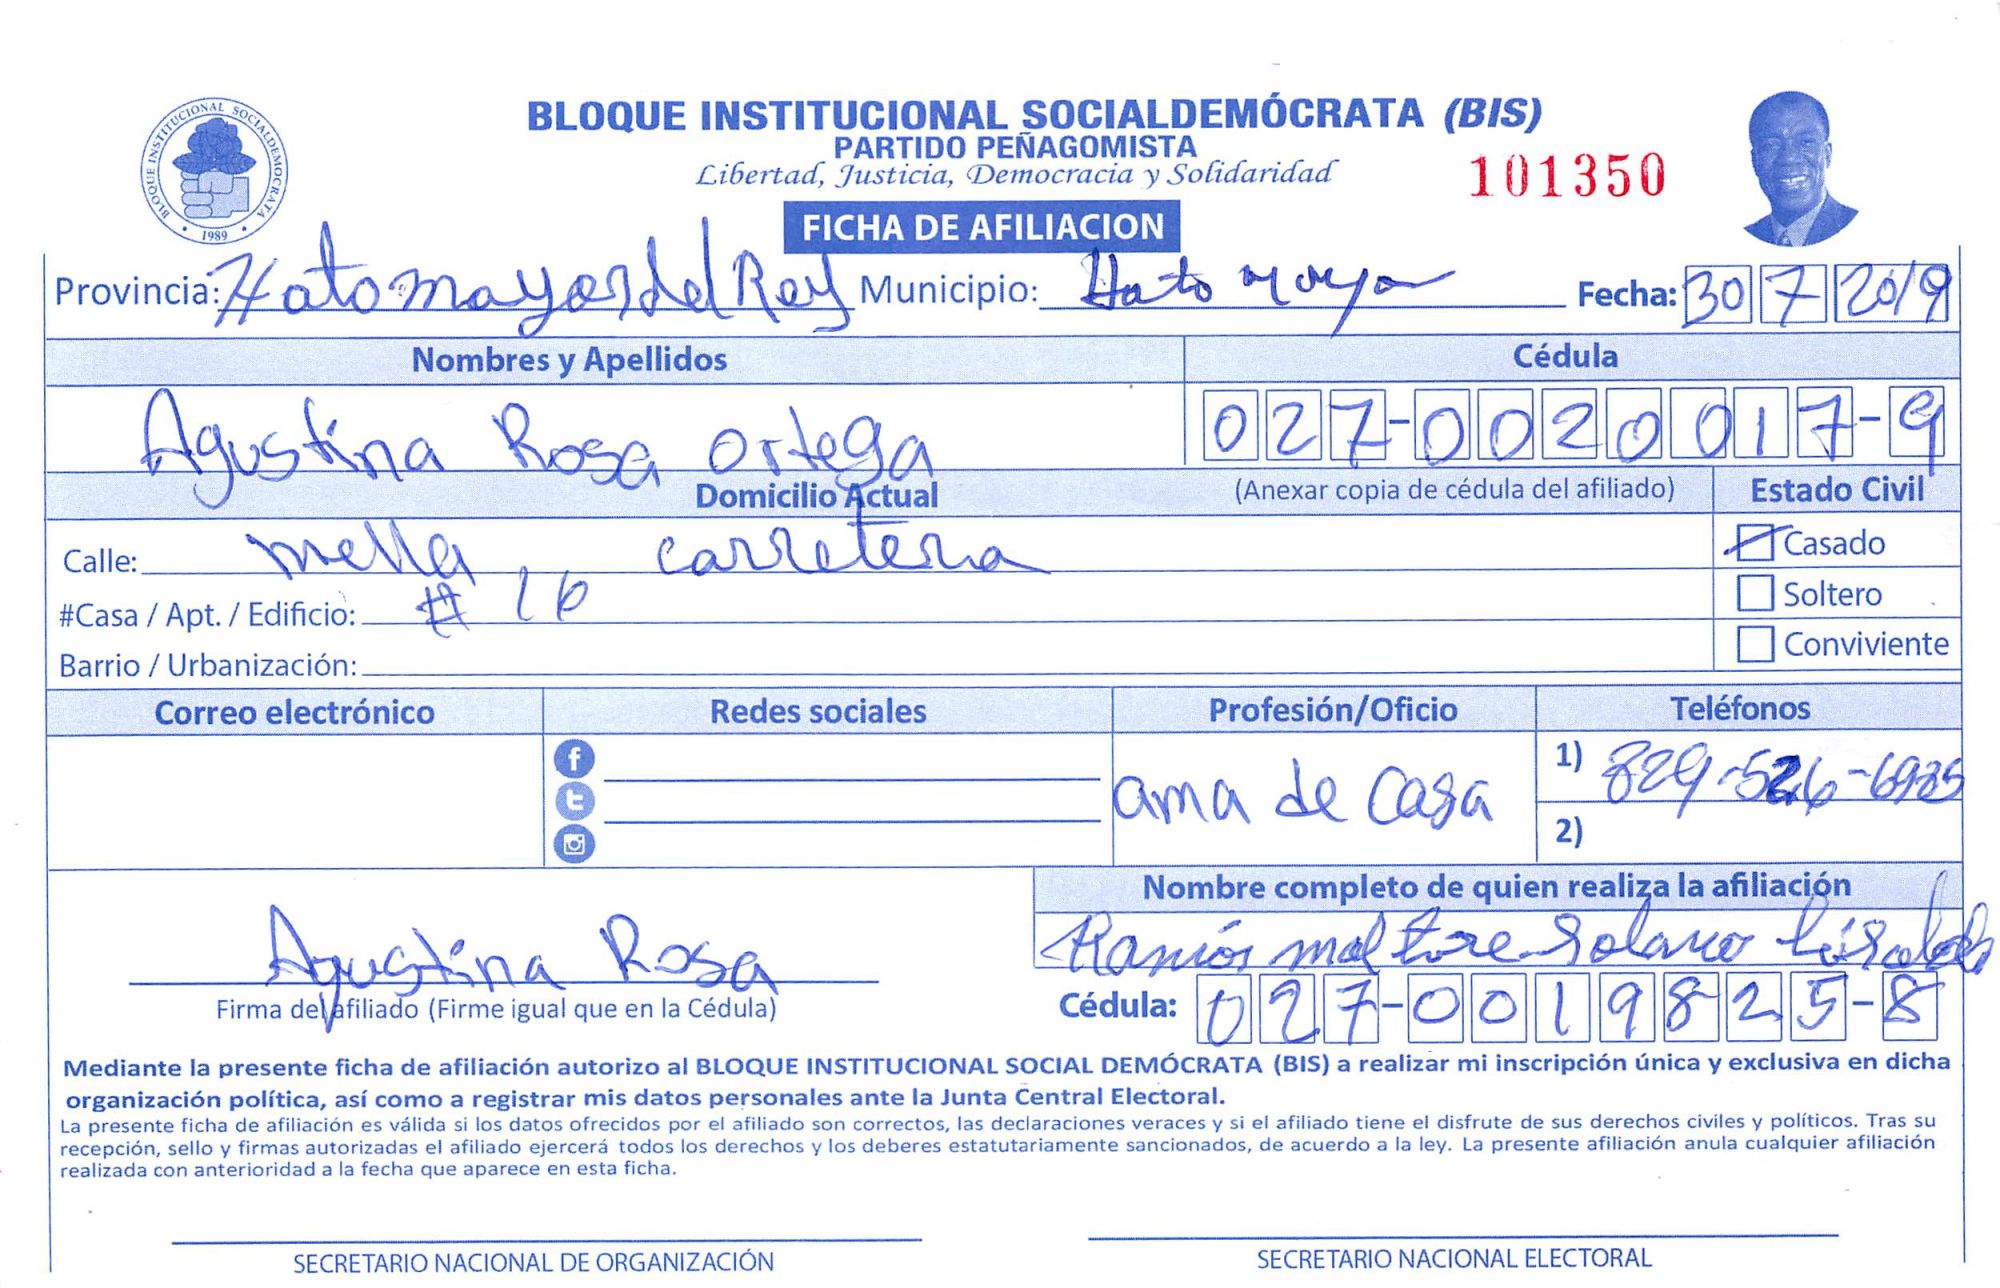 BLOQUE INSTITUCIONAL SOCIALDEMOCRATA
1989
BLOQUE INSTITUCIONAL SOCIALDEMÓCRATA (BIS)
PARTIDO PEÑAGOMISTA
Libertad, Justicia, Democracia y Solidaridad
101350
FICHA DE AFILIACION
Provincia: Hato mayor del Rey Municipio: Hato mayor Fecha: 30 7 2019
Nombres y Apellidos Cédula
Agustina Rosa Ortega 027-0020017-9
Domicilio Actual (Anexar copia de cédula del afiliado) Estado Civil
Calle: mella carretera Casado
#Casa / Apt. / Edificio: # 16 Soltero
Barrio / Urbanización: Conviviente
Correo electrónico Redes sociales Profesión/Oficio Teléfonos
ama de Casa 1) 829-526-6985
2)
Nombre completo de quien realiza la afiliación
Agustina Rosa Solano
Firma del afiliado (Firme igual que en la Cédula) Cédula: 027-0019825-8
Mediante la presente ficha de afiliación autorizo al BLOQUE INSTITUCIONAL SOCIAL DEMÓCRATA (BIS) a realizar mi inscripción única y exclusiva en dicha
organización política, así como a registrar mis datos personales ante la Junta Central Electoral.
La presente ficha de afiliación es válida si los datos ofrecidos por el afiliado son correctos, las declaraciones veraces y si el afiliado tiene el disfrute de sus derechos civiles y políticos. Tras su
recepción, sello y firmas autorizadas el afiliado ejercerá todos los derechos y los deberes estatutariamente sancionados, de acuerdo a la ley. La presente afiliación anula cualquier afiliación
realizada con anterioridad a la fecha que aparece en esta ficha.
SECRETARIO NACIONAL DE ORGANIZACIÓN SECRETARIO NACIONAL ELECTORAL